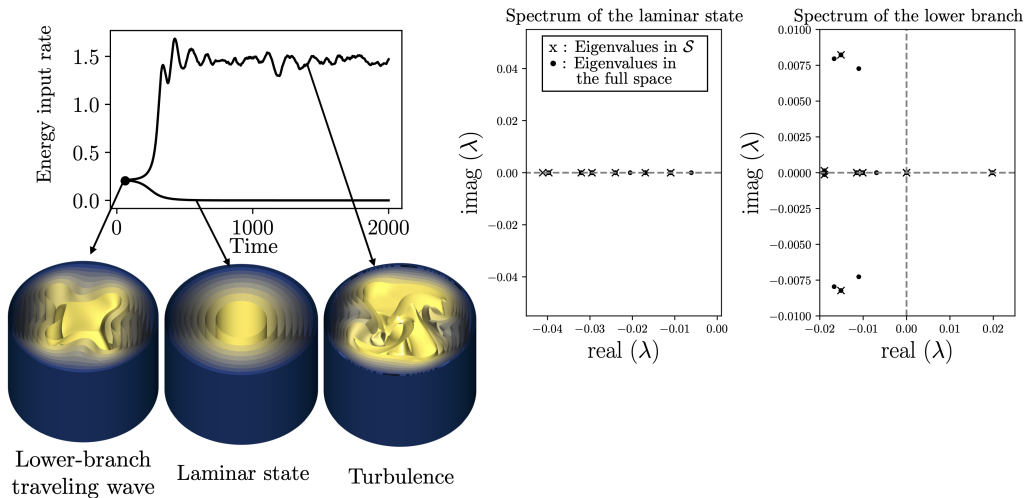 Energy input rate
1.5
1.0
0.5
0.0
0
1000
2000
Time
Lower-branch
traveling wave
Laminar state
Turbulence
Spectrum of the laminar state
x : Eigenvalues in 𝒮
• : Eigenvalues in
the full space
imag (λ)
0.04
0.02
0.00
−0.02
−0.04
−0.04
−0.03
−0.02
−0.01
0.00
real (λ)
Spectrum of the lower branch
imag (λ)
0.0100
0.0075
0.0050
0.0025
0.0000
−0.0025
−0.0050
−0.0075
−0.0100
−0.02
−0.01
0.00
0.01
0.02
real (λ)